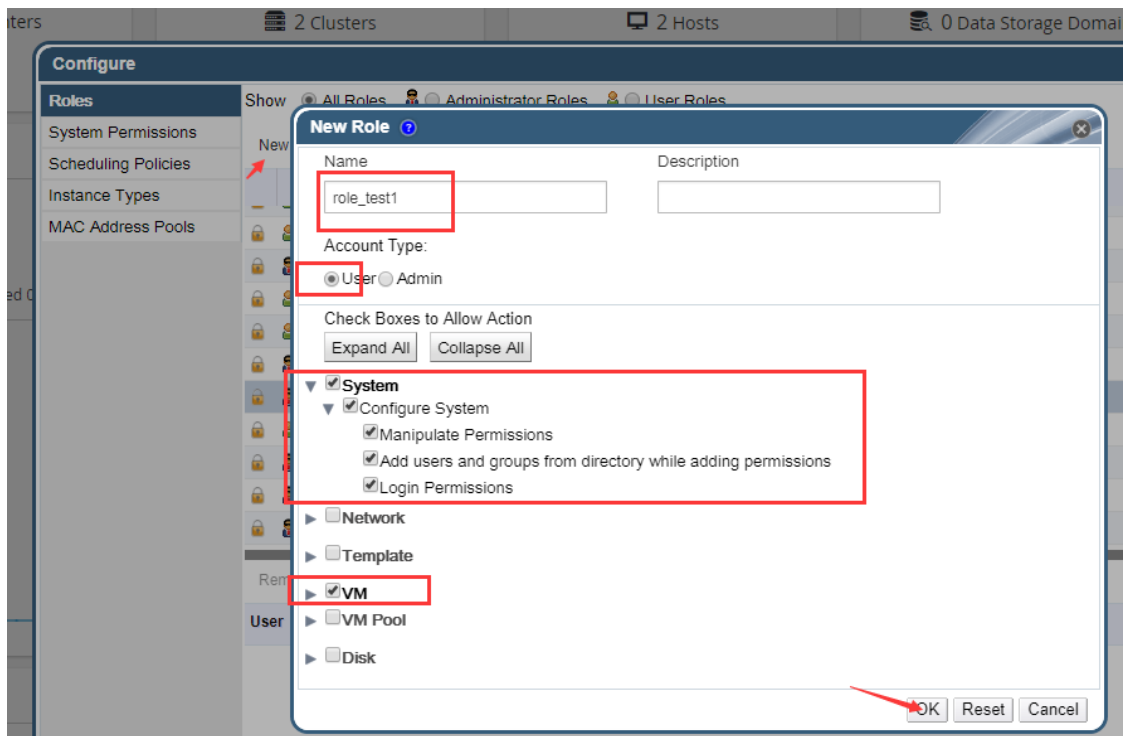 ters
2 Clusters
2 Hosts
0 Data Storage Domai
Configure
Roles
Show All Roles Administrator Roles User Roles
System Permissions
New
Scheduling Policies
Instance Types
MAC Address Pools
New Role ?
Name
Description
role_test1
Account Type:
User Admin
Check Boxes to Allow Action
Expand All Collapse All
System
Configure System
Manipulate Permissions
Add users and groups from directory while adding permissions
Login Permissions
Network
Template
VM
VM Pool
Disk
Rem
User
OK Reset Cancel